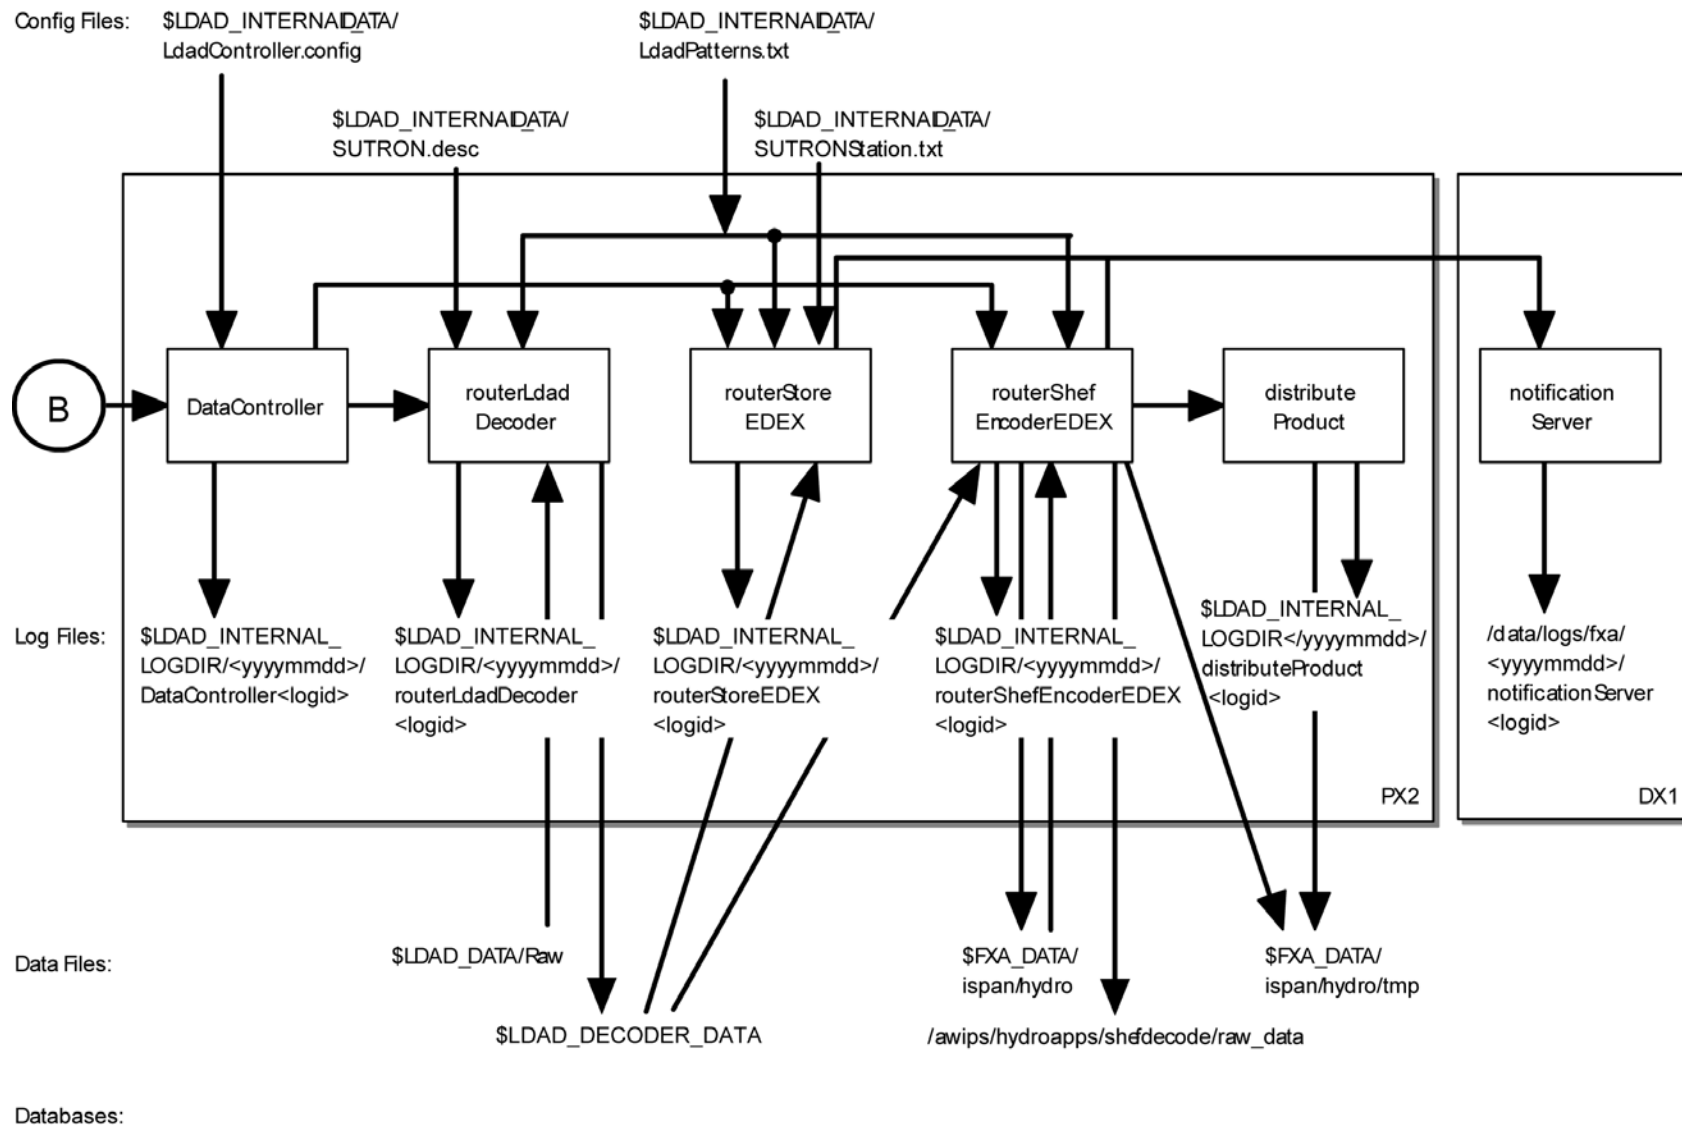 Config Files:
$LDAD_INTERNALDATA/
LdadController.config
$LDAD_INTERNALDATA/
LdadPatterns.txt
$LDAD_INTERNALDATA/
SUTRON.desc
$LDAD_INTERNALDATA/
SUTRONStation.txt
B
DataController
routerLdad
Decoder
routerStore
EDEX
routerShef
EncoderEDEX
distribute
Product
notification
Server
Log Files:
$LDAD_INTERNAL_
LOGDIR/<yyyymmdd>/
DataController<logid>
$LDAD_INTERNAL_
LOGDIR/<yyyymmdd>/
routerLdadDecoder
<logid>
$LDAD_INTERNAL_
LOGDIR/<yyyymmdd>/
routerStoreEDEX
<logid>
$LDAD_INTERNAL_
LOGDIR/<yyyymmdd>/
routerShefEncoderEDEX
<logid>
$LDAD_INTERNAL_
LOGDIR</yyyymmdd>/
distributeProduct
<logid>
/data/logs/fxa/
<yyyymmdd>/
notificationServer
<logid>
PX2
DX1
Data Files:
$LDAD_DATA/Raw
$LDAD_DECODER_DATA
$FXA_DATA/
ispan/hydro
$FXA_DATA/
ispan/hydro/tmp
/awips/hydroapps/shefdecode/raw_data
Databases: